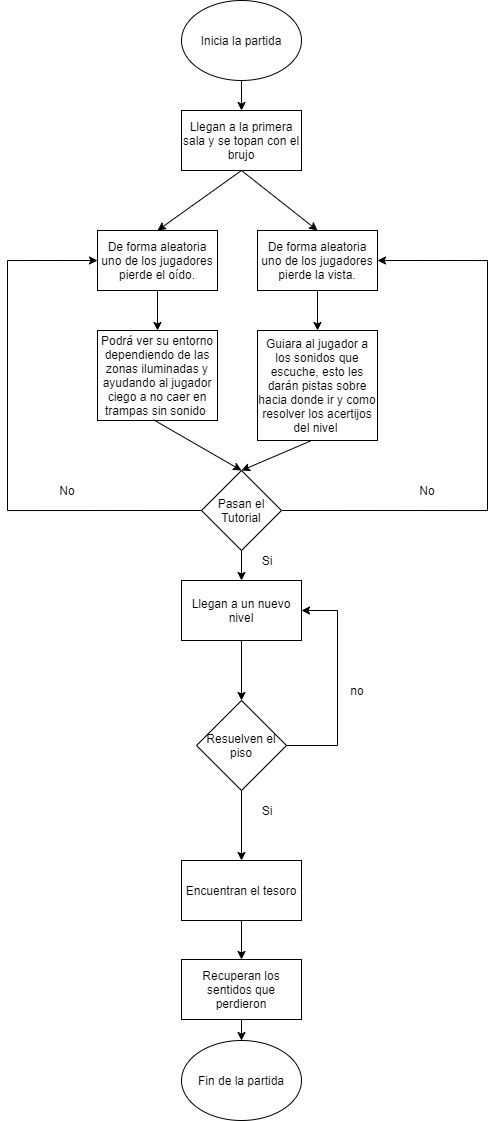 Inicia la partida
Llegan a la primera
sala y se topan con el
brujo
De forma aleatoria
uno de los jugadores
pierde el oído.
De forma aleatoria
uno de los jugadores
pierde la vista.
Podrá ver su entorno
dependiendo de las
zonas iluminadas y
ayudando al jugador
ciego a no caer en
trampas sin sonido
Guiara al jugador a
los sonidos que
escuche, esto les
darán pistas sobre
hacia donde ir y como
resolver los acertijos
del nivel
No
Pasan el
Tutorial
No
Si
Llegan a un nuevo
nivel
no
Resuelven el
piso
Si
Encuentran el tesoro
Recuperan los
sentidos que
perdieron
Fin de la partida